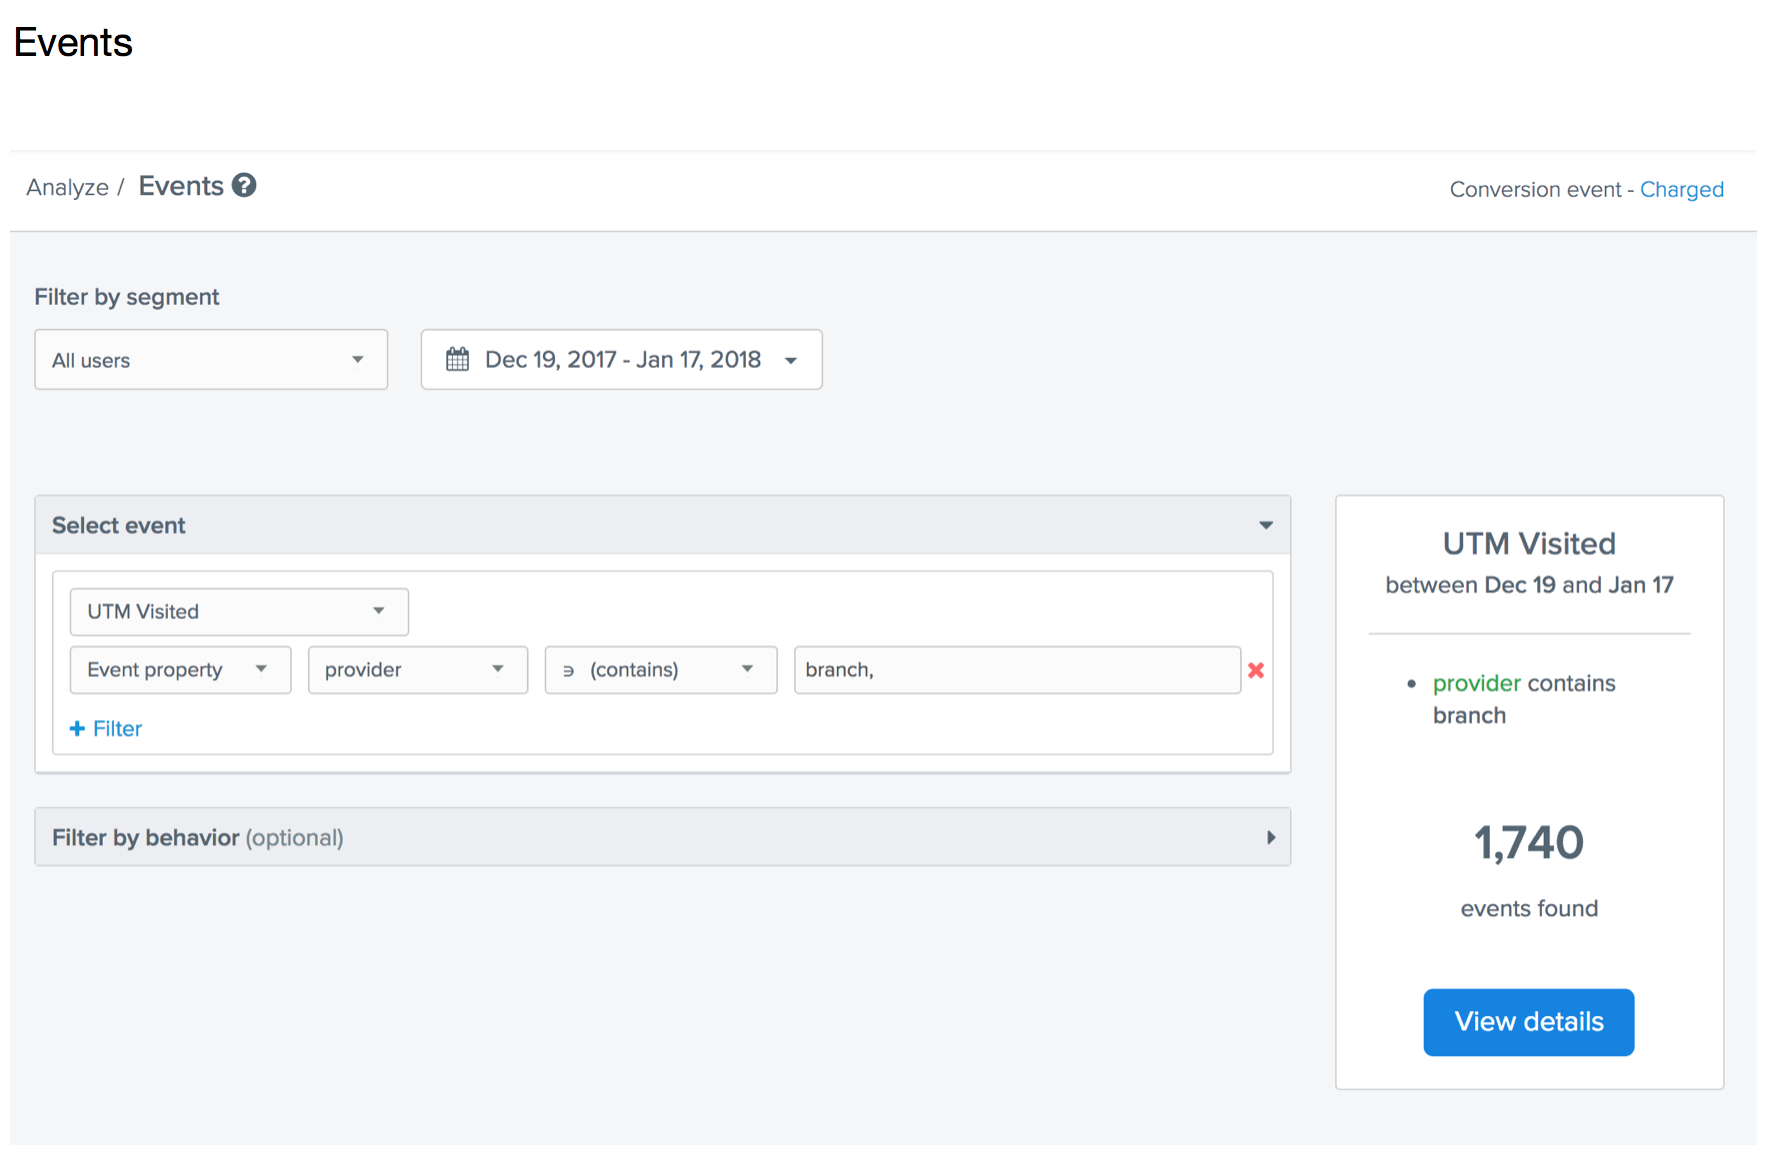 Events
Analyze / Events ?
Conversion event - Charged
Filter by segment
All users
Dec 19, 2017 - Jan 17, 2018
Select event
UTM Visited
Event property
provider
∋ (contains)
branch,
+ Filter
Filter by behavior (optional)
UTM Visited
between Dec 19 and Jan 17
• provider contains
branch
1,740
events found
View details